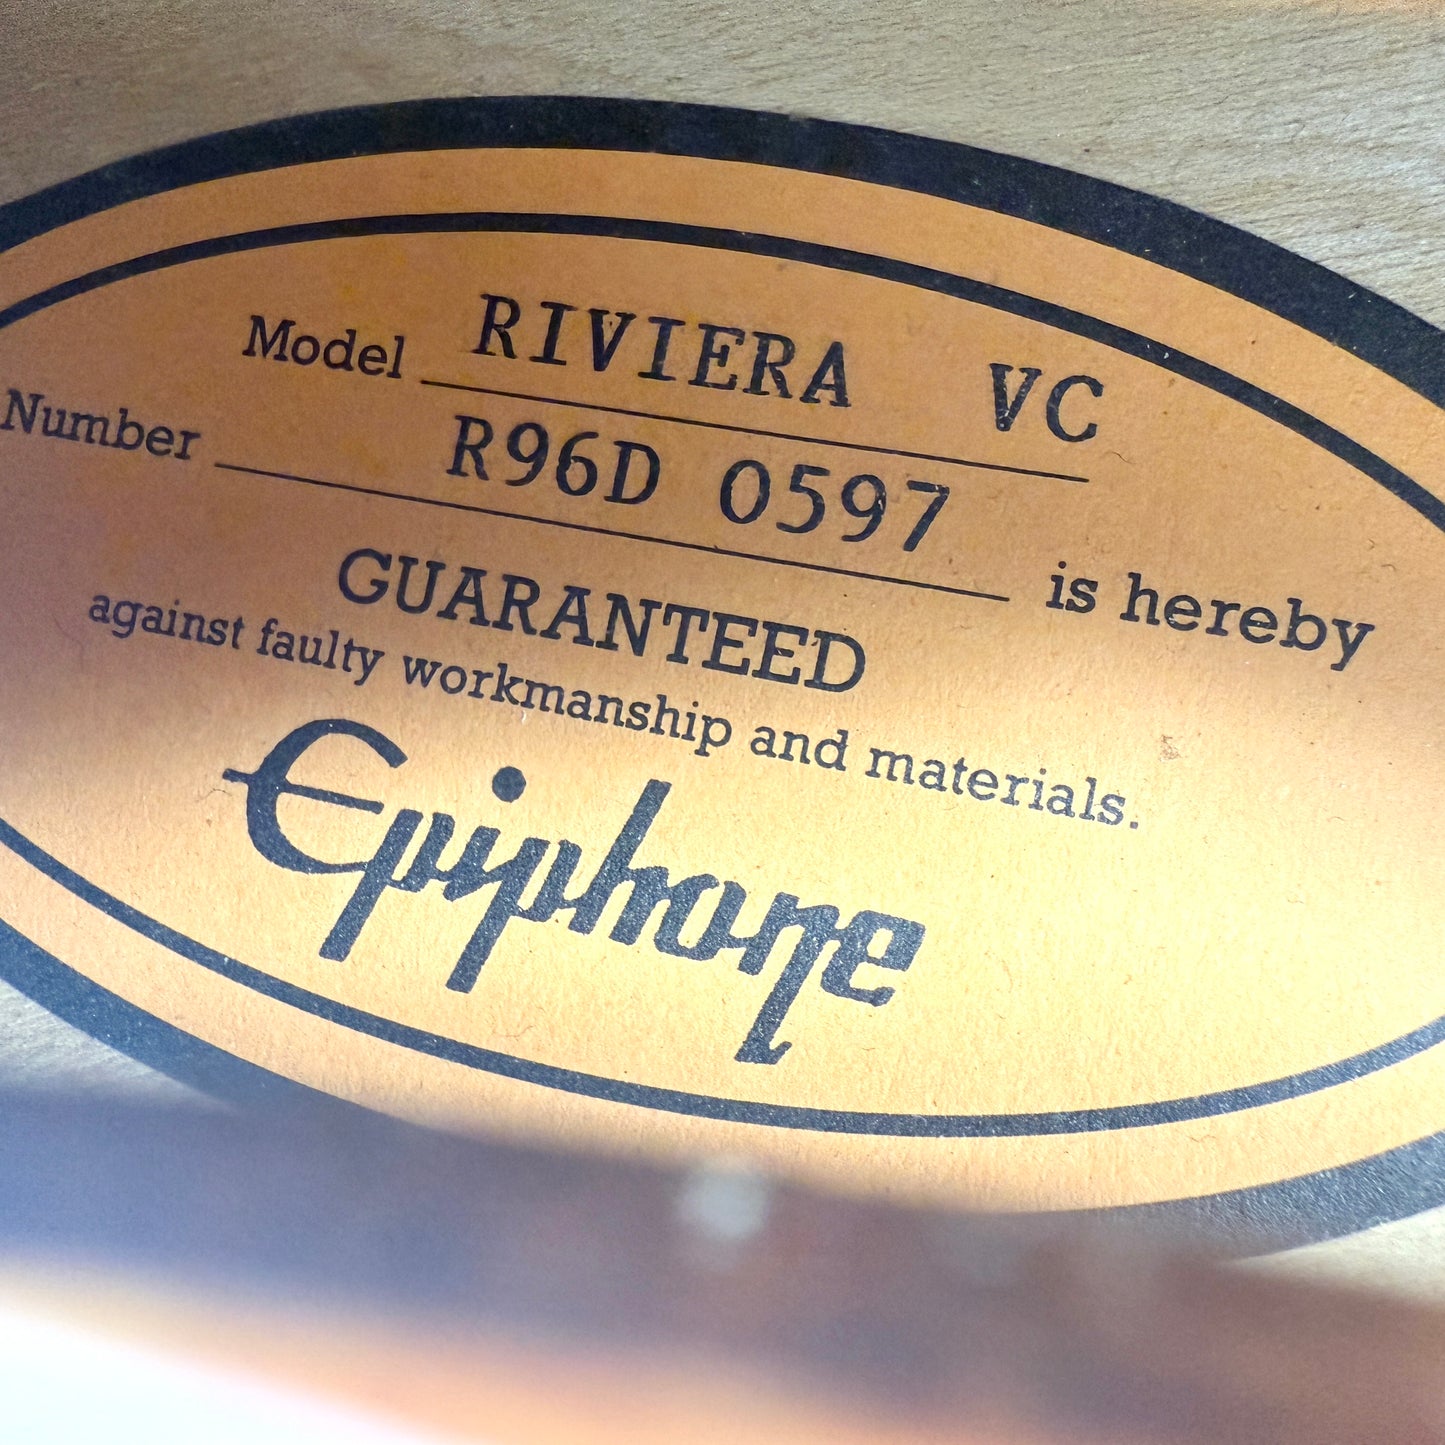 Model RIVIERA VC
Number R96D 0597 is hereby
GUARANTEED
against faulty workmanship and materials.
Epiphone